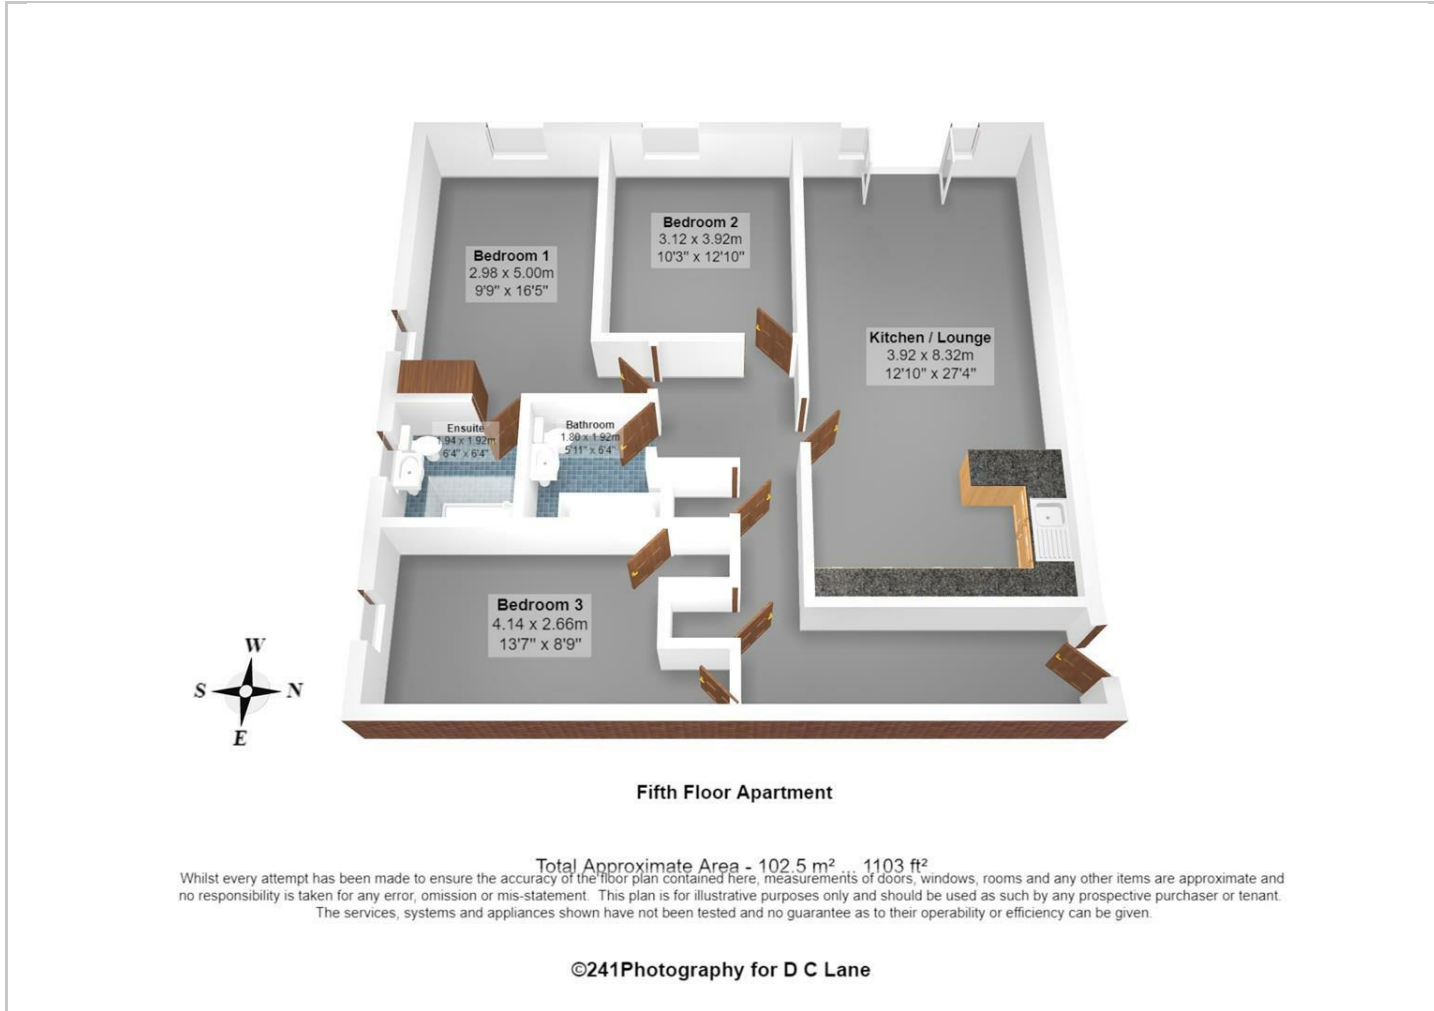 Bedroom 1
2.98 x 5.00m
9'9" x 16'5"
Bedroom 2
3.12 x 3.92m
10'3" x 12'10"
Kitchen / Lounge
3.92 x 8.32m
12'10" x 27'4"
Ensuite
1.94 x 1.92m
6'4" x 6'4"
Bathroom
1.80 x 1.92m
5'11" x 6'4"
Bedroom 3
4.14 x 2.66m
13'7" x 8'9"
W
S
N
E
Fifth Floor Apartment
Total Approximate Area - 102.5 m² ... 1103 ft²
Whilst every attempt has been made to ensure the accuracy of the floor plan contained here, measurements of doors, windows, rooms and any other items are approximate and
no responsibility is taken for any error, omission or mis-statement. This plan is for illustrative purposes only and should be used as such by any prospective purchaser or tenant.
The services, systems and appliances shown have not been tested and no guarantee as to their operability or efficiency can be given.
©241Photography for D C Lane